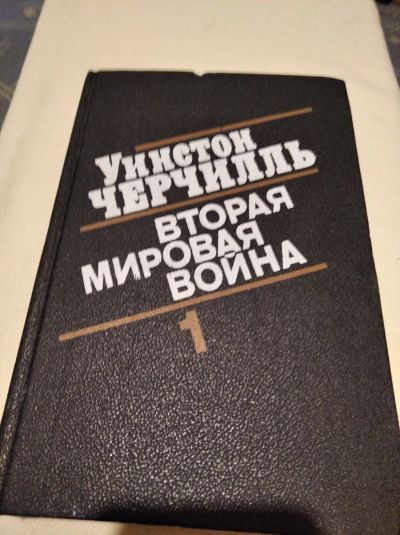 Уинстон
ЧЕРЧИЛЛЬ
ВТОРАЯ
МИРОВАЯ
ВОЙНА
1